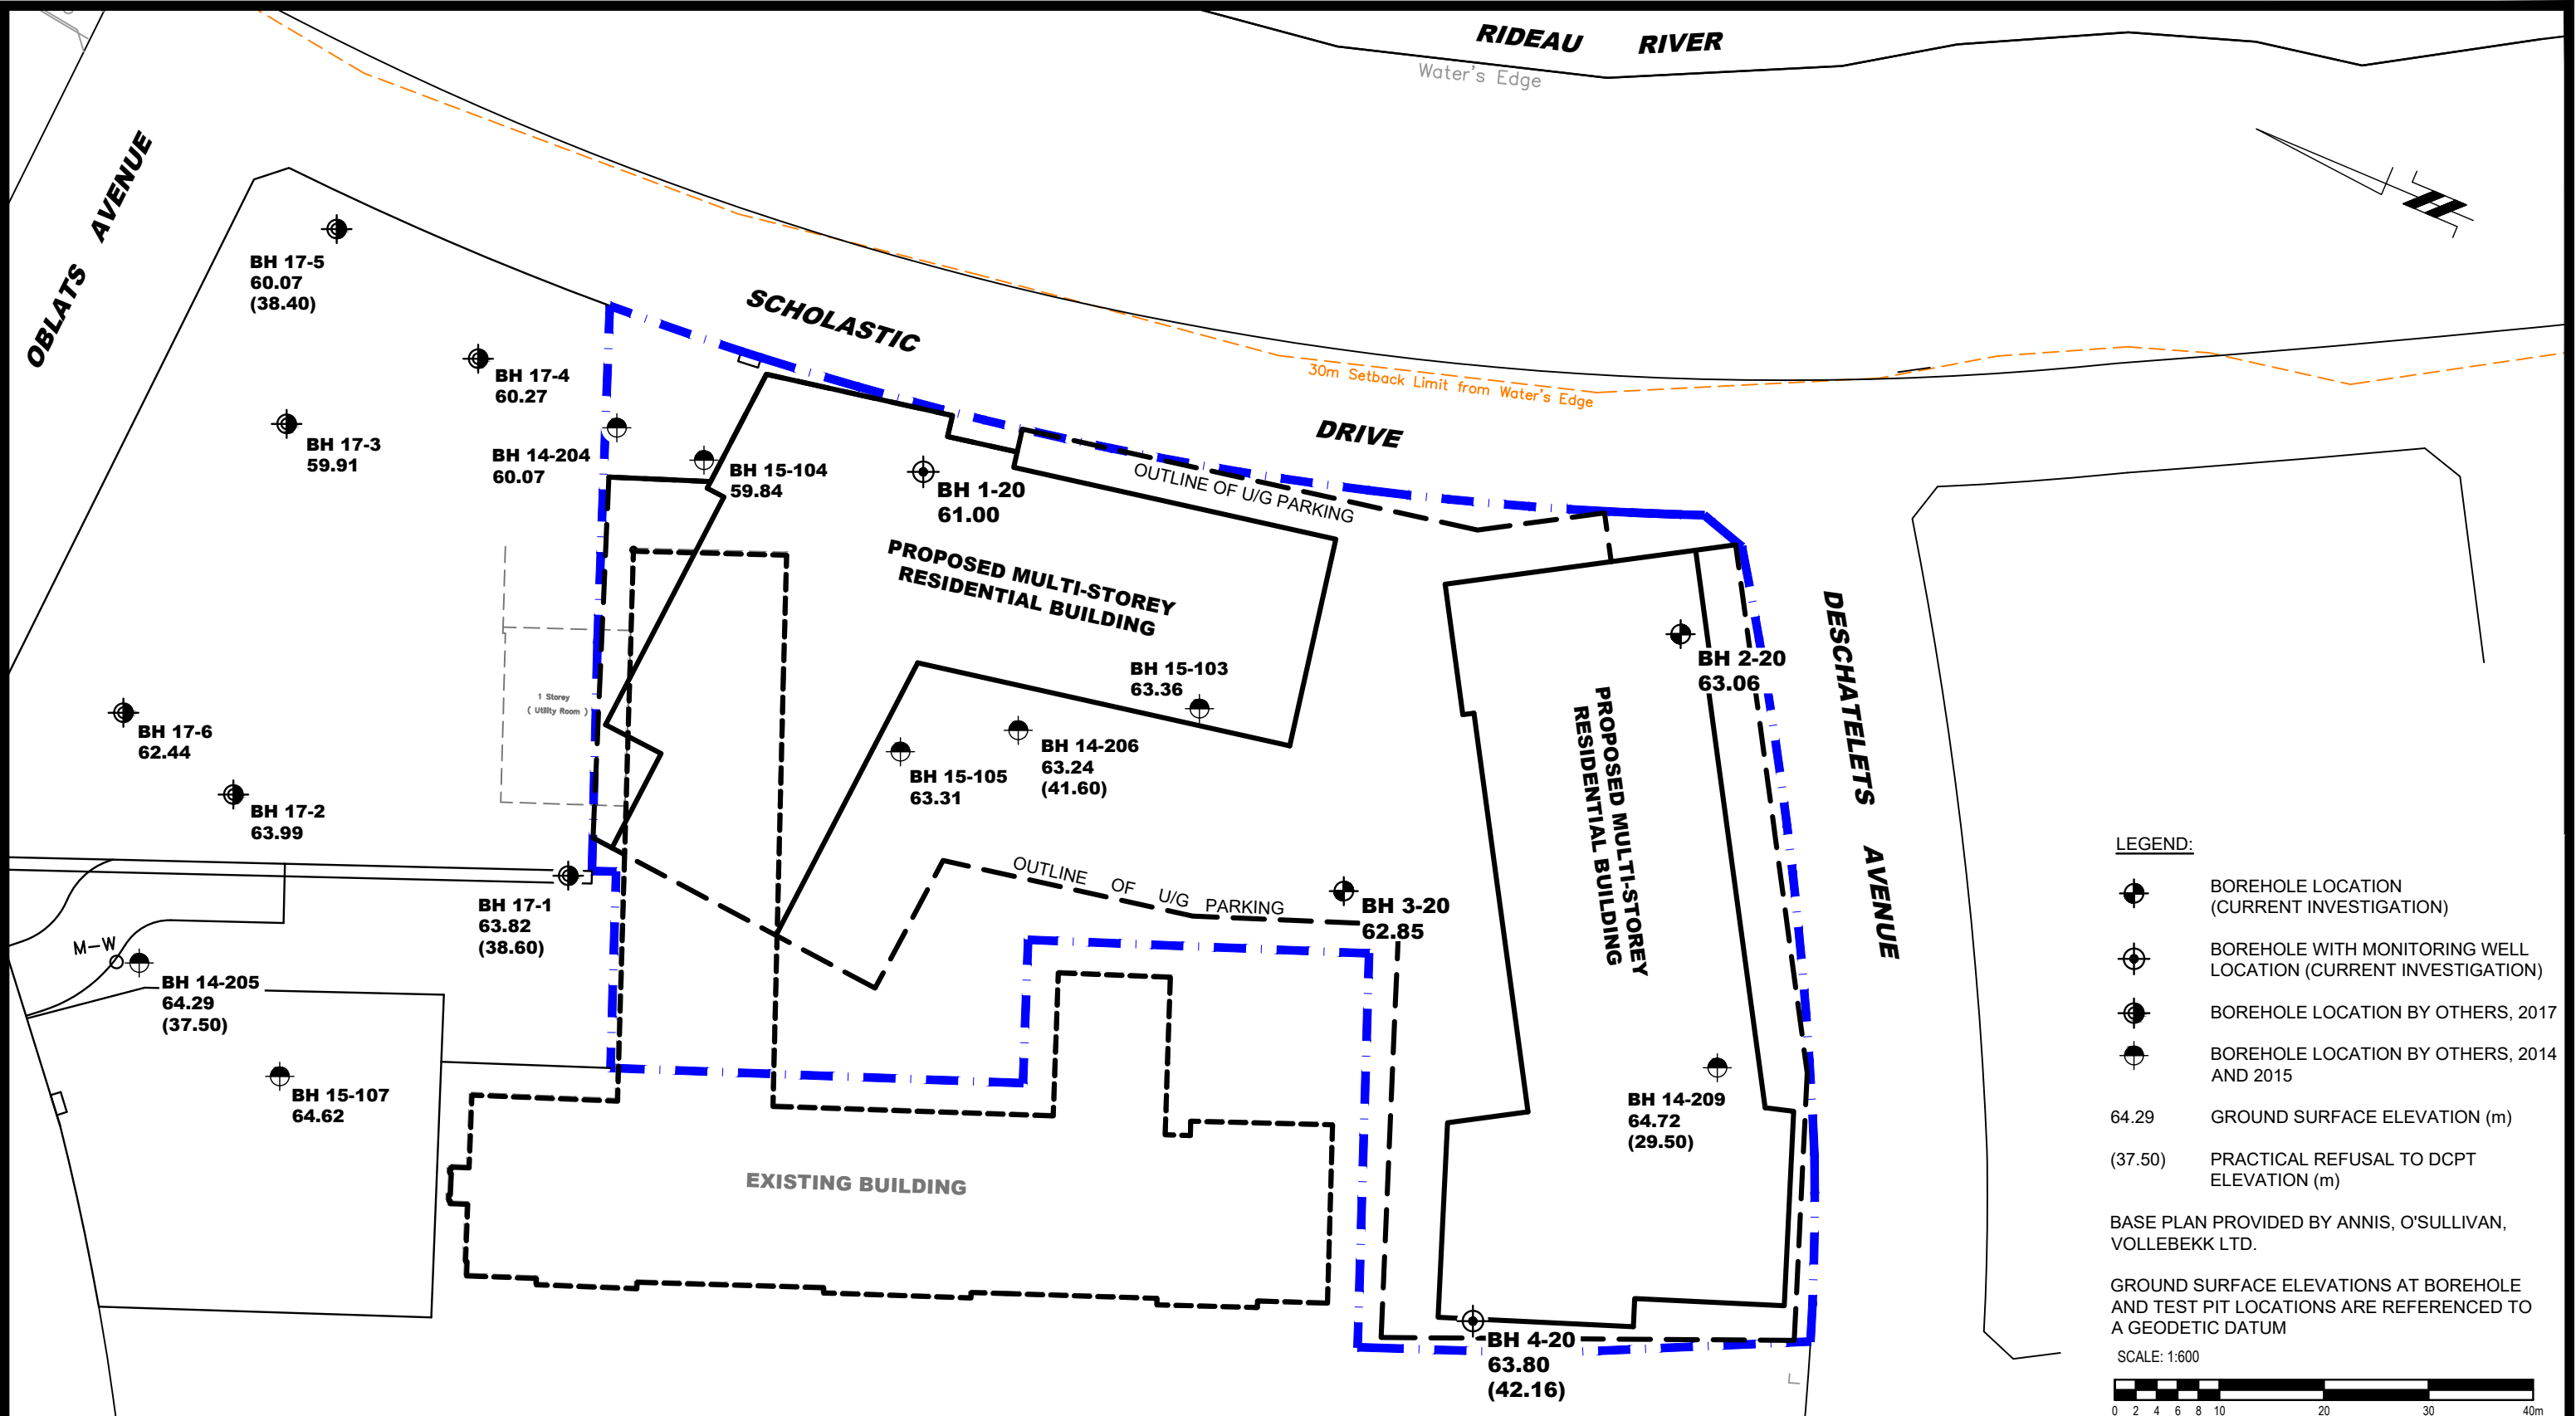 RIDEAU RIVER
Water's Edge
OBLATS AVENUE
BH 17-5
60.07
(38.40)
SCHOLASTIC
DRIVE
30m Setback Limit from Water's Edge
BH 17-4
60.27
BH 17-3
59.91
BH 14-204
60.07
BH 15-104
59.84
BH 1-20
61.00
OUTLINE OF U/G PARKING
PROPOSED MULTI-STOREY
RESIDENTIAL BUILDING
BH 15-103
63.36
BH 2-20
63.06
DESCHATELETS AVENUE
PROPOSED MULTI-STOREY
RESIDENTIAL BUILDING
1 Storey
( Utility Room )
BH 17-6
62.44
BH 14-206
63.24
(41.60)
BH 15-105
63.31
BH 17-2
63.99
OUTLINE OF U/G PARKING
BH 17-1
63.82
(38.60)
BH 3-20
62.85
M-W
BH 14-205
64.29
(37.50)
BH 15-107
64.62
BH 14-209
64.72
(29.50)
EXISTING BUILDING
BH 4-20
63.80
(42.16)
LEGEND:
BOREHOLE LOCATION
(CURRENT INVESTIGATION)
BOREHOLE WITH MONITORING WELL
LOCATION (CURRENT INVESTIGATION)
BOREHOLE LOCATION BY OTHERS, 2017
BOREHOLE LOCATION BY OTHERS, 2014
AND 2015
64.29 GROUND SURFACE ELEVATION (m)
(37.50) PRACTICAL REFUSAL TO DCPT
ELEVATION (m)
BASE PLAN PROVIDED BY ANNIS, O'SULLIVAN,
VOLLEBEKK LTD.
GROUND SURFACE ELEVATIONS AT BOREHOLE
AND TEST PIT LOCATIONS ARE REFERENCED TO
A GEODETIC DATUM
SCALE: 1:600
0 2 4 6 8 10 20 30 40m